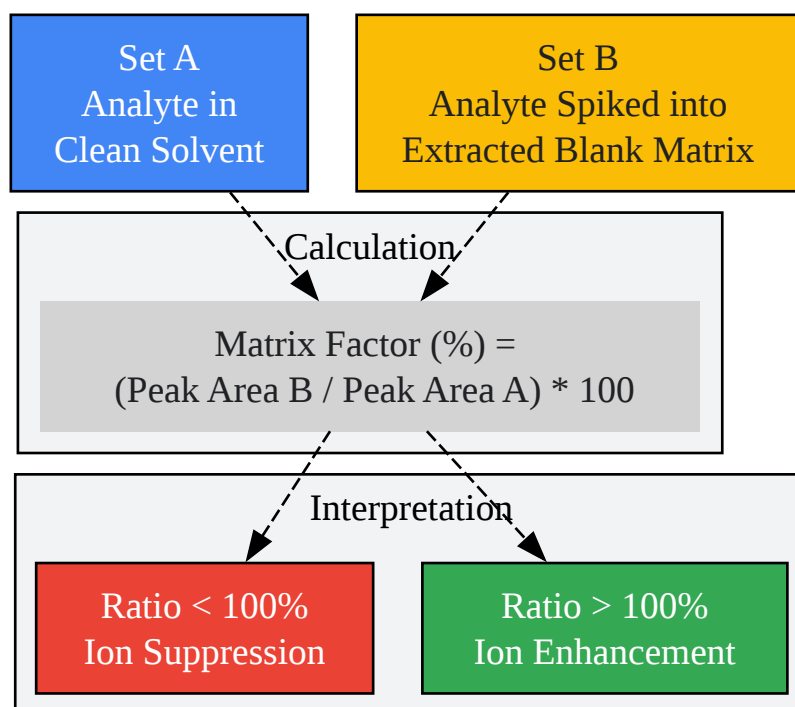 Set A
Analyte in
Clean Solvent
Set B
Analyte Spiked into
Extracted Blank Matrix
Calculation
Matrix Factor (%) =
(Peak Area B / Peak Area A) * 100
Interpretation
Ratio < 100%
Ion Suppression
Ratio > 100%
Ion Enhancement